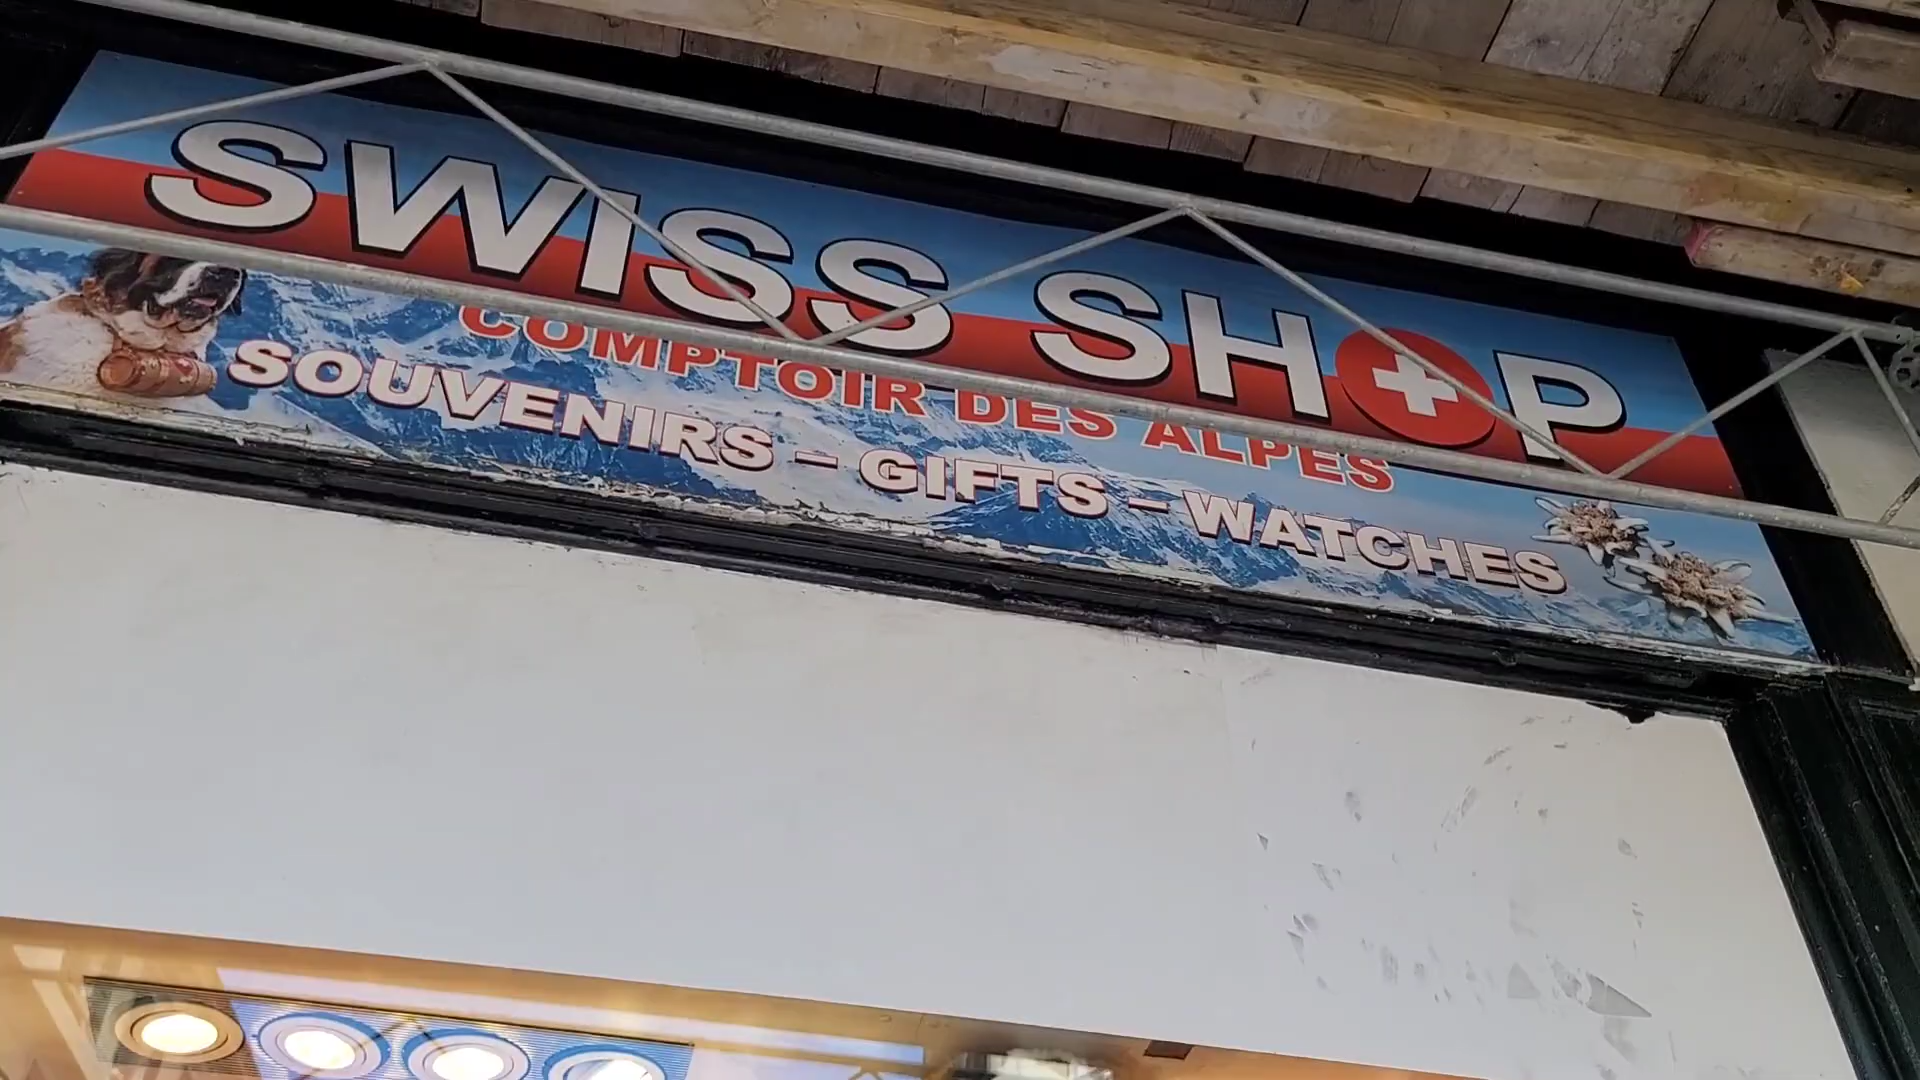 SWISS SHOP
COMPTOIR DES ALPES
SOUVENIRS – GIFTS – WATCHES